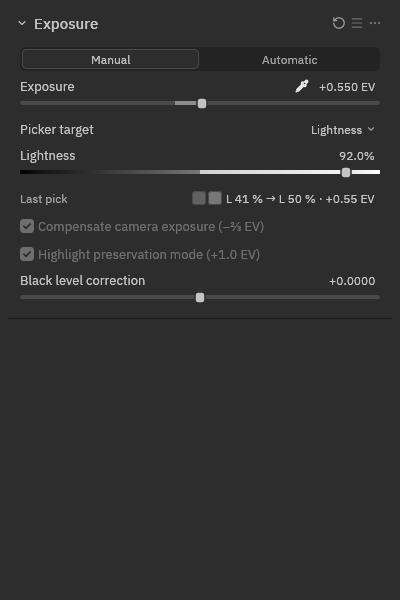 Exposure
Manual Automatic
Exposure +0.550 EV
Picker target Lightness
Lightness 92.0%
Last pick L 41 % → L 50 % · +0.55 EV
Compensate camera exposure (−⅔ EV)
Highlight preservation mode (+1.0 EV)
Black level correction +0.0000